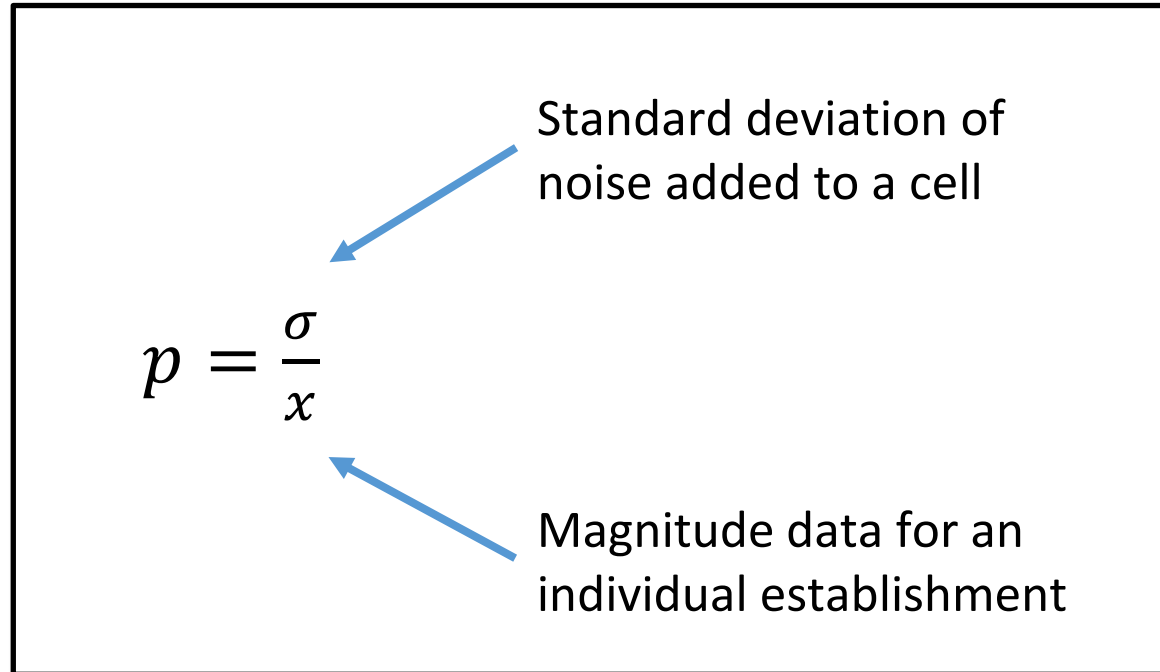 Standard deviation of
noise added to a cell
𝑝 = 𝜎/𝑥
Magnitude data for an
individual establishment